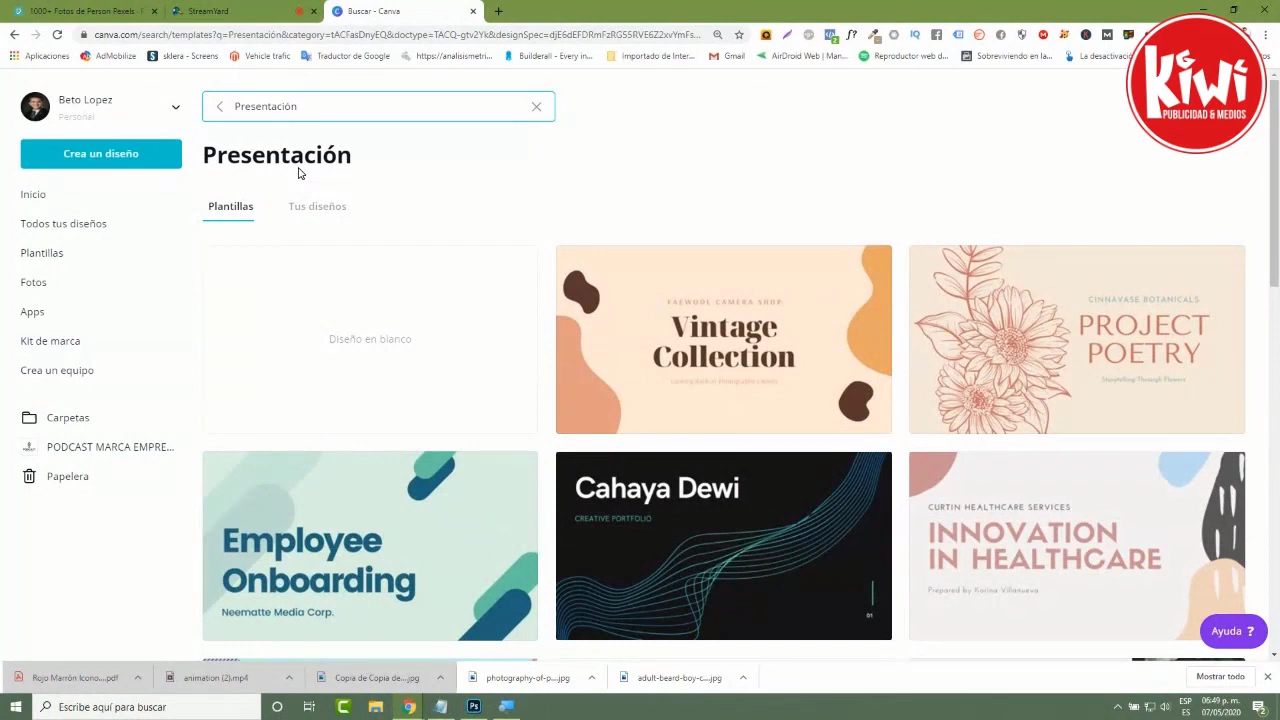 1000+ Fotos de Person Pexels
StreamYard
Buscar - Canva
canva.com/search/templates?q=Presentación&category=tACFasDnyEQ&doctype=TACQ-gtv2Yk&designSpec=
Aplicaciones
AdWords
sklera - Screens
Vehicle trafic
Traductor de Google
https://analisismetri...
Builderall - Every in...
Importado de Inter...
Gmail
AirDroid Web | Man...
Reproductor web d...
Sobreviviendo en la...
La desactivació
KiWi
PUBLICIDAD & MEDIOS
Beto Lopez
Personal
Presentación
Crea un diseño
Presentación
Inicio
Plantillas
Tus diseños
Todos tus diseños
Plantillas
Fotos
Apps
Kit de marca
Crea un equipo
Carpetas
PODCAST MARCA EMPRE...
Papelera
Diseño en blanco
FAEWOOL CAMERA SHOP
Vintage
Collection
CINNAVASE BOTANICALS
PROJECT
POETRY
Storytelling Through Flowers
Employee
Onboarding
Neematte Media Corp.
Cahaya Dewi
CREATIVE PORTFOLIO
01
CURTIN HEALTHCARE SERVICES
INNOVATION
IN HEALTHCARE
Prepared by Korina Villanueva
Ayuda ?
Rojo Marrón Icono....pdf
animation (2).mp4
Copia de Copia de....jpg
photography-of-p....jpg
adult-beard-boy-c....jpg
Mostrar todo
Escribe aquí para buscar
ESP
ES
06:49 p. m.
07/05/2020
2